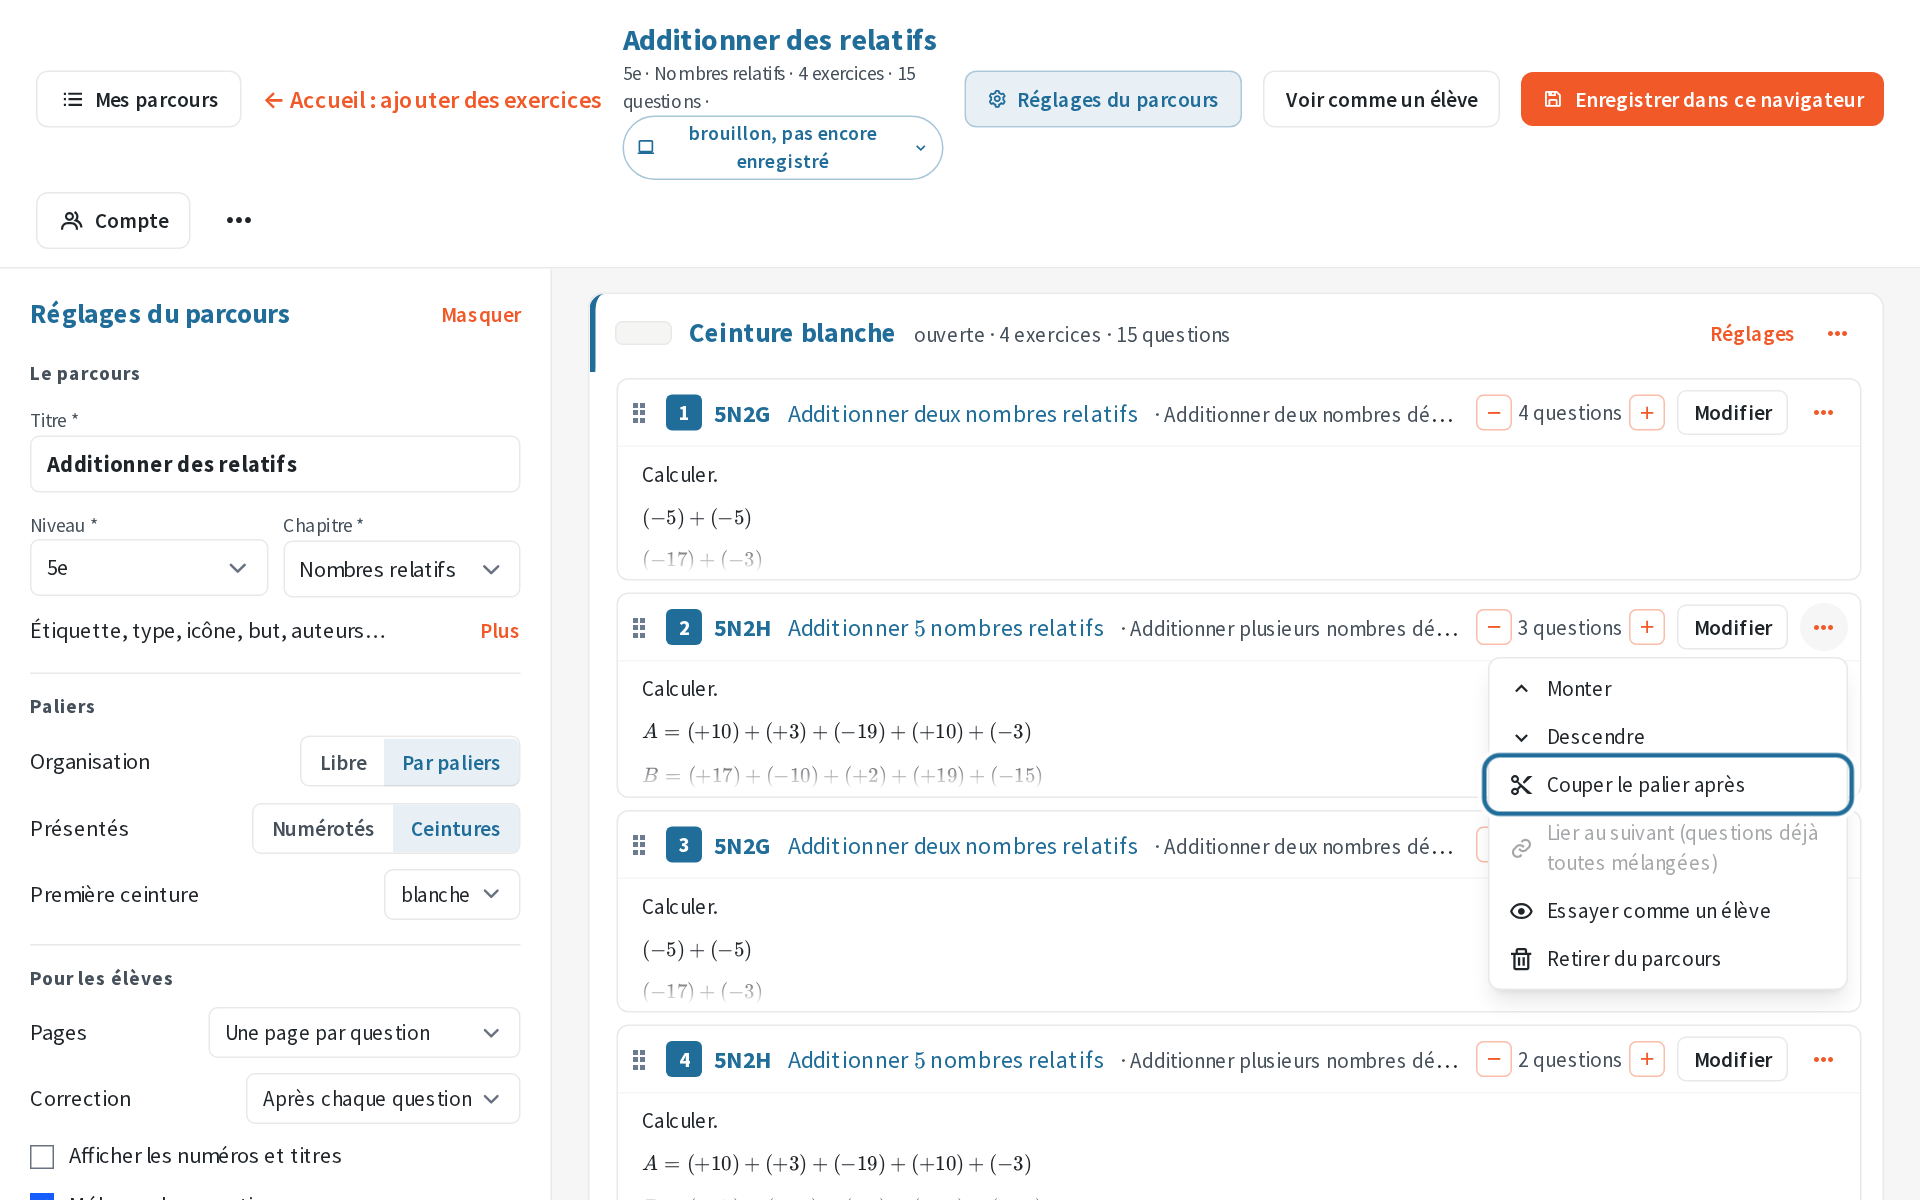 Mes parcours
← Accueil : ajouter des exercices
Additionner des relatifs
5e · Nombres relatifs · 4 exercices · 15
questions ·
brouillon, pas encore
enregistré
Réglages du parcours
Voir comme un élève
Enregistrer dans ce navigateur
Compte
Réglages du parcours
Masquer
Le parcours
Titre *
Additionner des relatifs
Niveau *
Chapitre *
5e
Nombres relatifs
Étiquette, type, icône, but, auteurs…
Plus
Paliers
Organisation
Libre
Par paliers
Présentés
Numérotés
Ceintures
Première ceinture
blanche
Pour les élèves
Pages
Une page par question
Correction
Après chaque question
Afficher les numéros et titres
Ceinture blanche
ouverte · 4 exercices · 15 questions
Réglages
1 5N2G Additionner deux nombres relatifs · Additionner deux nombres dé…
− 4 questions +
Modifier
Calculer.
(−5) + (−5)
(−17) + (−3)
2 5N2H Additionner 5 nombres relatifs · Additionner plusieurs nombres dé…
− 3 questions +
Modifier
Calculer.
A = (+10) + (+3) + (−19) + (+10) + (−3)
B = (+17) + (−10) + (+2) + (+19) + (−15)
Monter
Descendre
Couper le palier après
Lier au suivant (questions déjà
toutes mélangées)
Essayer comme un élève
Retirer du parcours
3 5N2G Additionner deux nombres relatifs · Additionner deux nombres dé…
Calculer.
(−5) + (−5)
(−17) + (−3)
4 5N2H Additionner 5 nombres relatifs · Additionner plusieurs nombres dé…
− 2 questions +
Modifier
Calculer.
A = (+10) + (+3) + (−19) + (+10) + (−3)